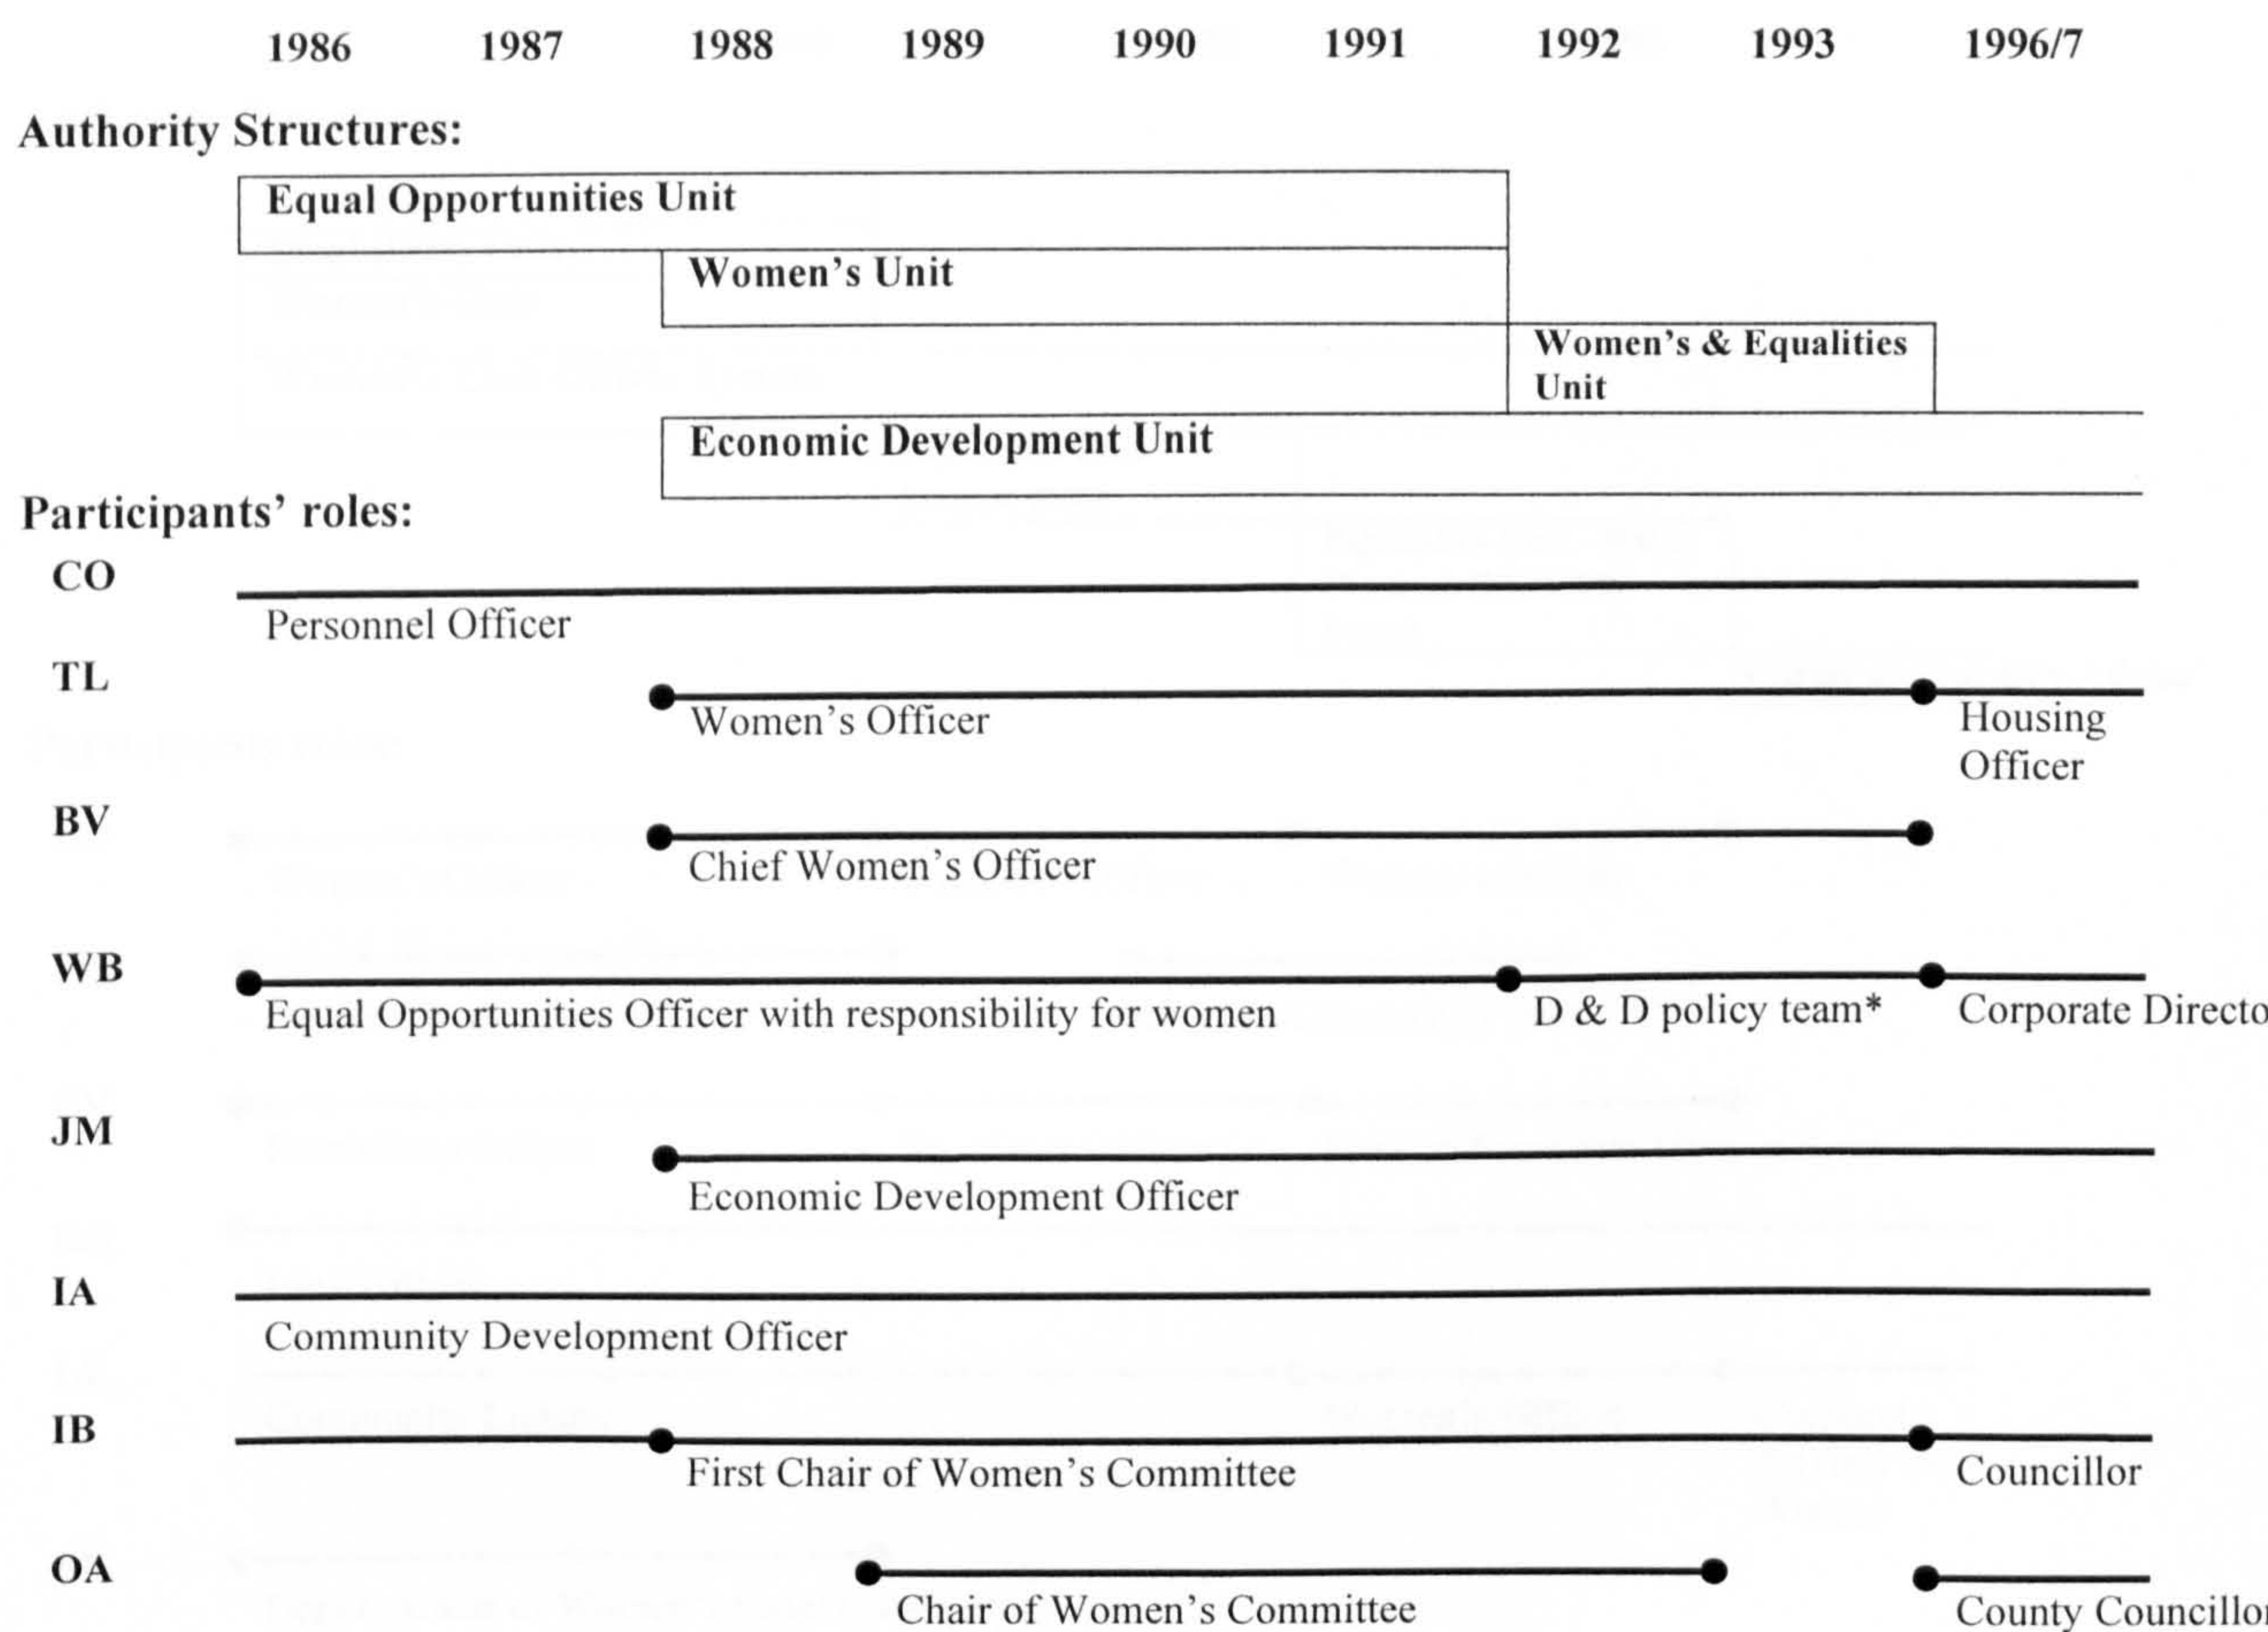 1986 1987 1988 1989 1990 1991 1992 1993 1996/7
Authority Structures:
Equal Opportunities Unit
Women's Unit
Women's & Equalities
Unit
Economic Development Unit
Participants' roles:
CO
Personnel Officer
TL
Women's Officer
Housing
Officer
BV
Chief Women's Officer
WB
Equal Opportunities Officer with responsibility for women D & D policy team* Corporate Directo
JM
Economic Development Officer
IA
Community Development Officer
IB
First Chair of Women's Committee Councillor
OA
Chair of Women's Committee County Councillor